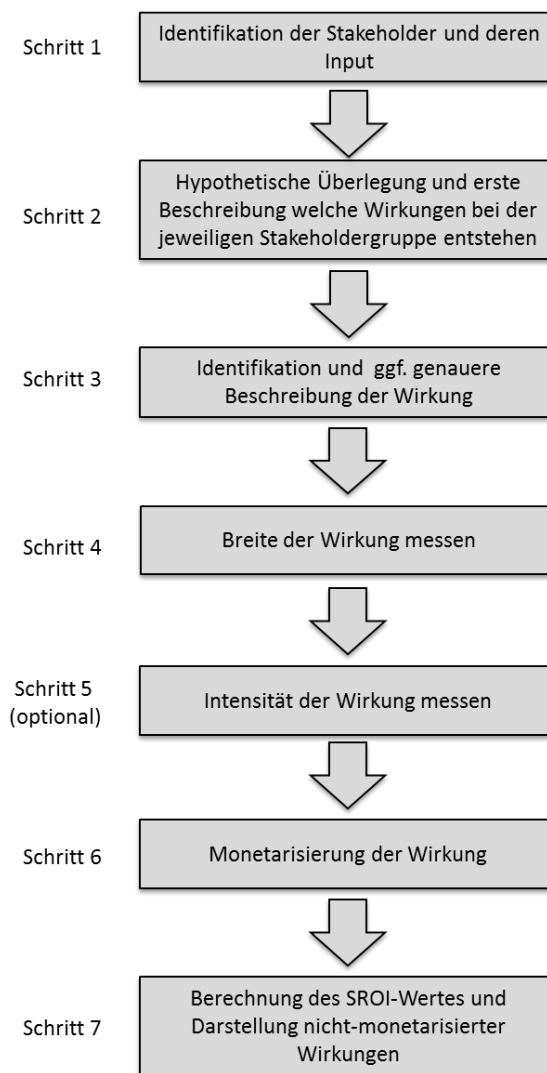 Schritt 1
Identifikation der Stakeholder und deren
Input
Schritt 2
Hypothetische Überlegung und erste
Beschreibung welche Wirkungen bei der
jeweiligen Stakeholdergruppe entstehen
Schritt 3
Identifikation und ggf. genauere
Beschreibung der Wirkung
Schritt 4
Breite der Wirkung messen
Schritt 5
(optional)
Intensität der Wirkung messen
Schritt 6
Monetarisierung der Wirkung
Schritt 7
Berechnung des SROI-Wertes und
Darstellung nicht-monetarisierter
Wirkungen